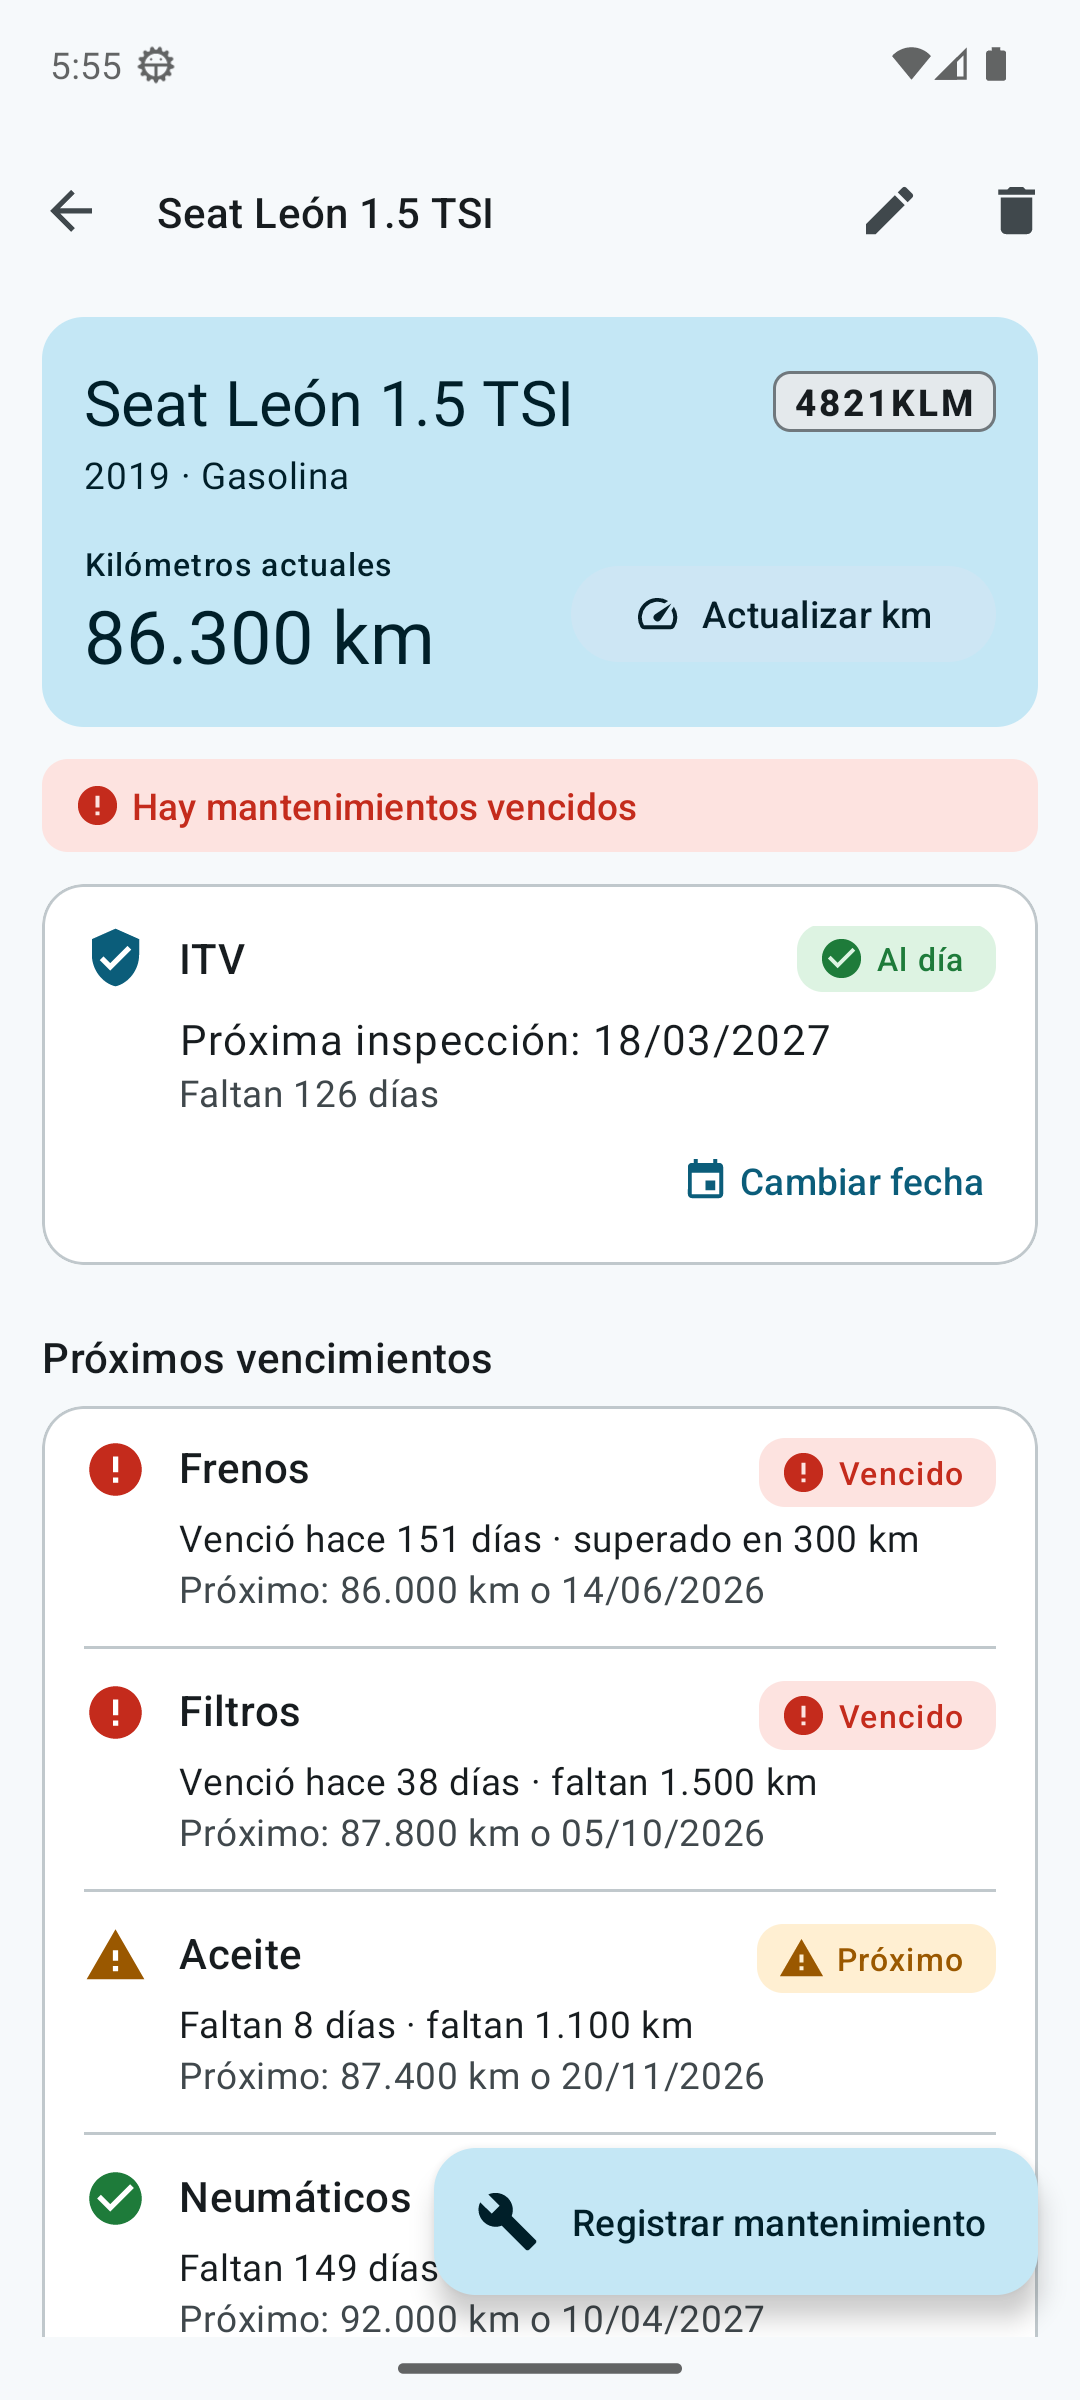 5:55
Seat León 1.5 TSI
Seat León 1.5 TSI
4821KLM
2019 · Gasolina
Kilómetros actuales
86.300 km
Actualizar km
Hay mantenimientos vencidos
ITV
Al día
Próxima inspección: 18/03/2027
Faltan 126 días
Cambiar fecha
Próximos vencimientos
Frenos
Vencido
Venció hace 151 días · superado en 300 km
Próximo: 86.000 km o 14/06/2026
Filtros
Vencido
Venció hace 38 días · faltan 1.500 km
Próximo: 87.800 km o 05/10/2026
Aceite
Próximo
Faltan 8 días · faltan 1.100 km
Próximo: 87.400 km o 20/11/2026
Neumáticos
Registrar mantenimiento
Faltan 149 días
Próximo: 92.000 km o 10/04/2027